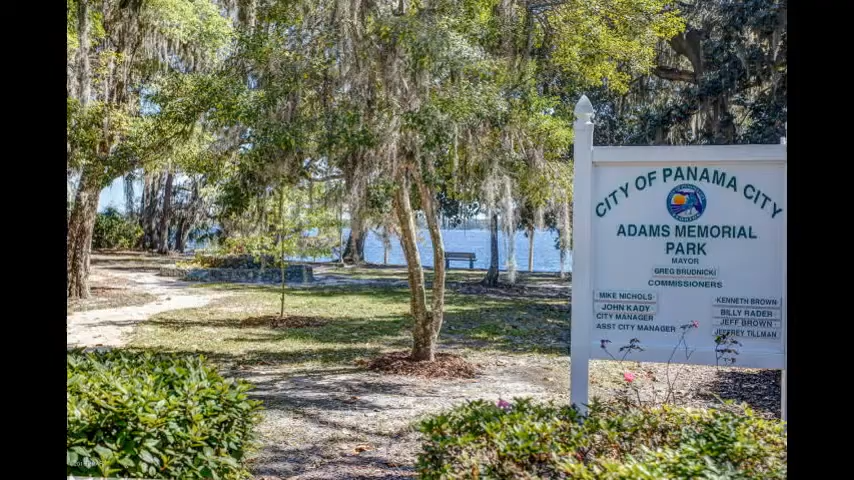 CITY OF PANAMA CITY
ADAMS MEMORIAL
PARK
MAYOR
GREG BRUDNICKI
COMMISSIONERS
MIKE NICHOLS
KENNETH BROWN
JOHN KADY
BILLY RADER
CITY MANAGER
JEFF BROWN
ASST CITY MANAGER
JEFFREY TILLMAN